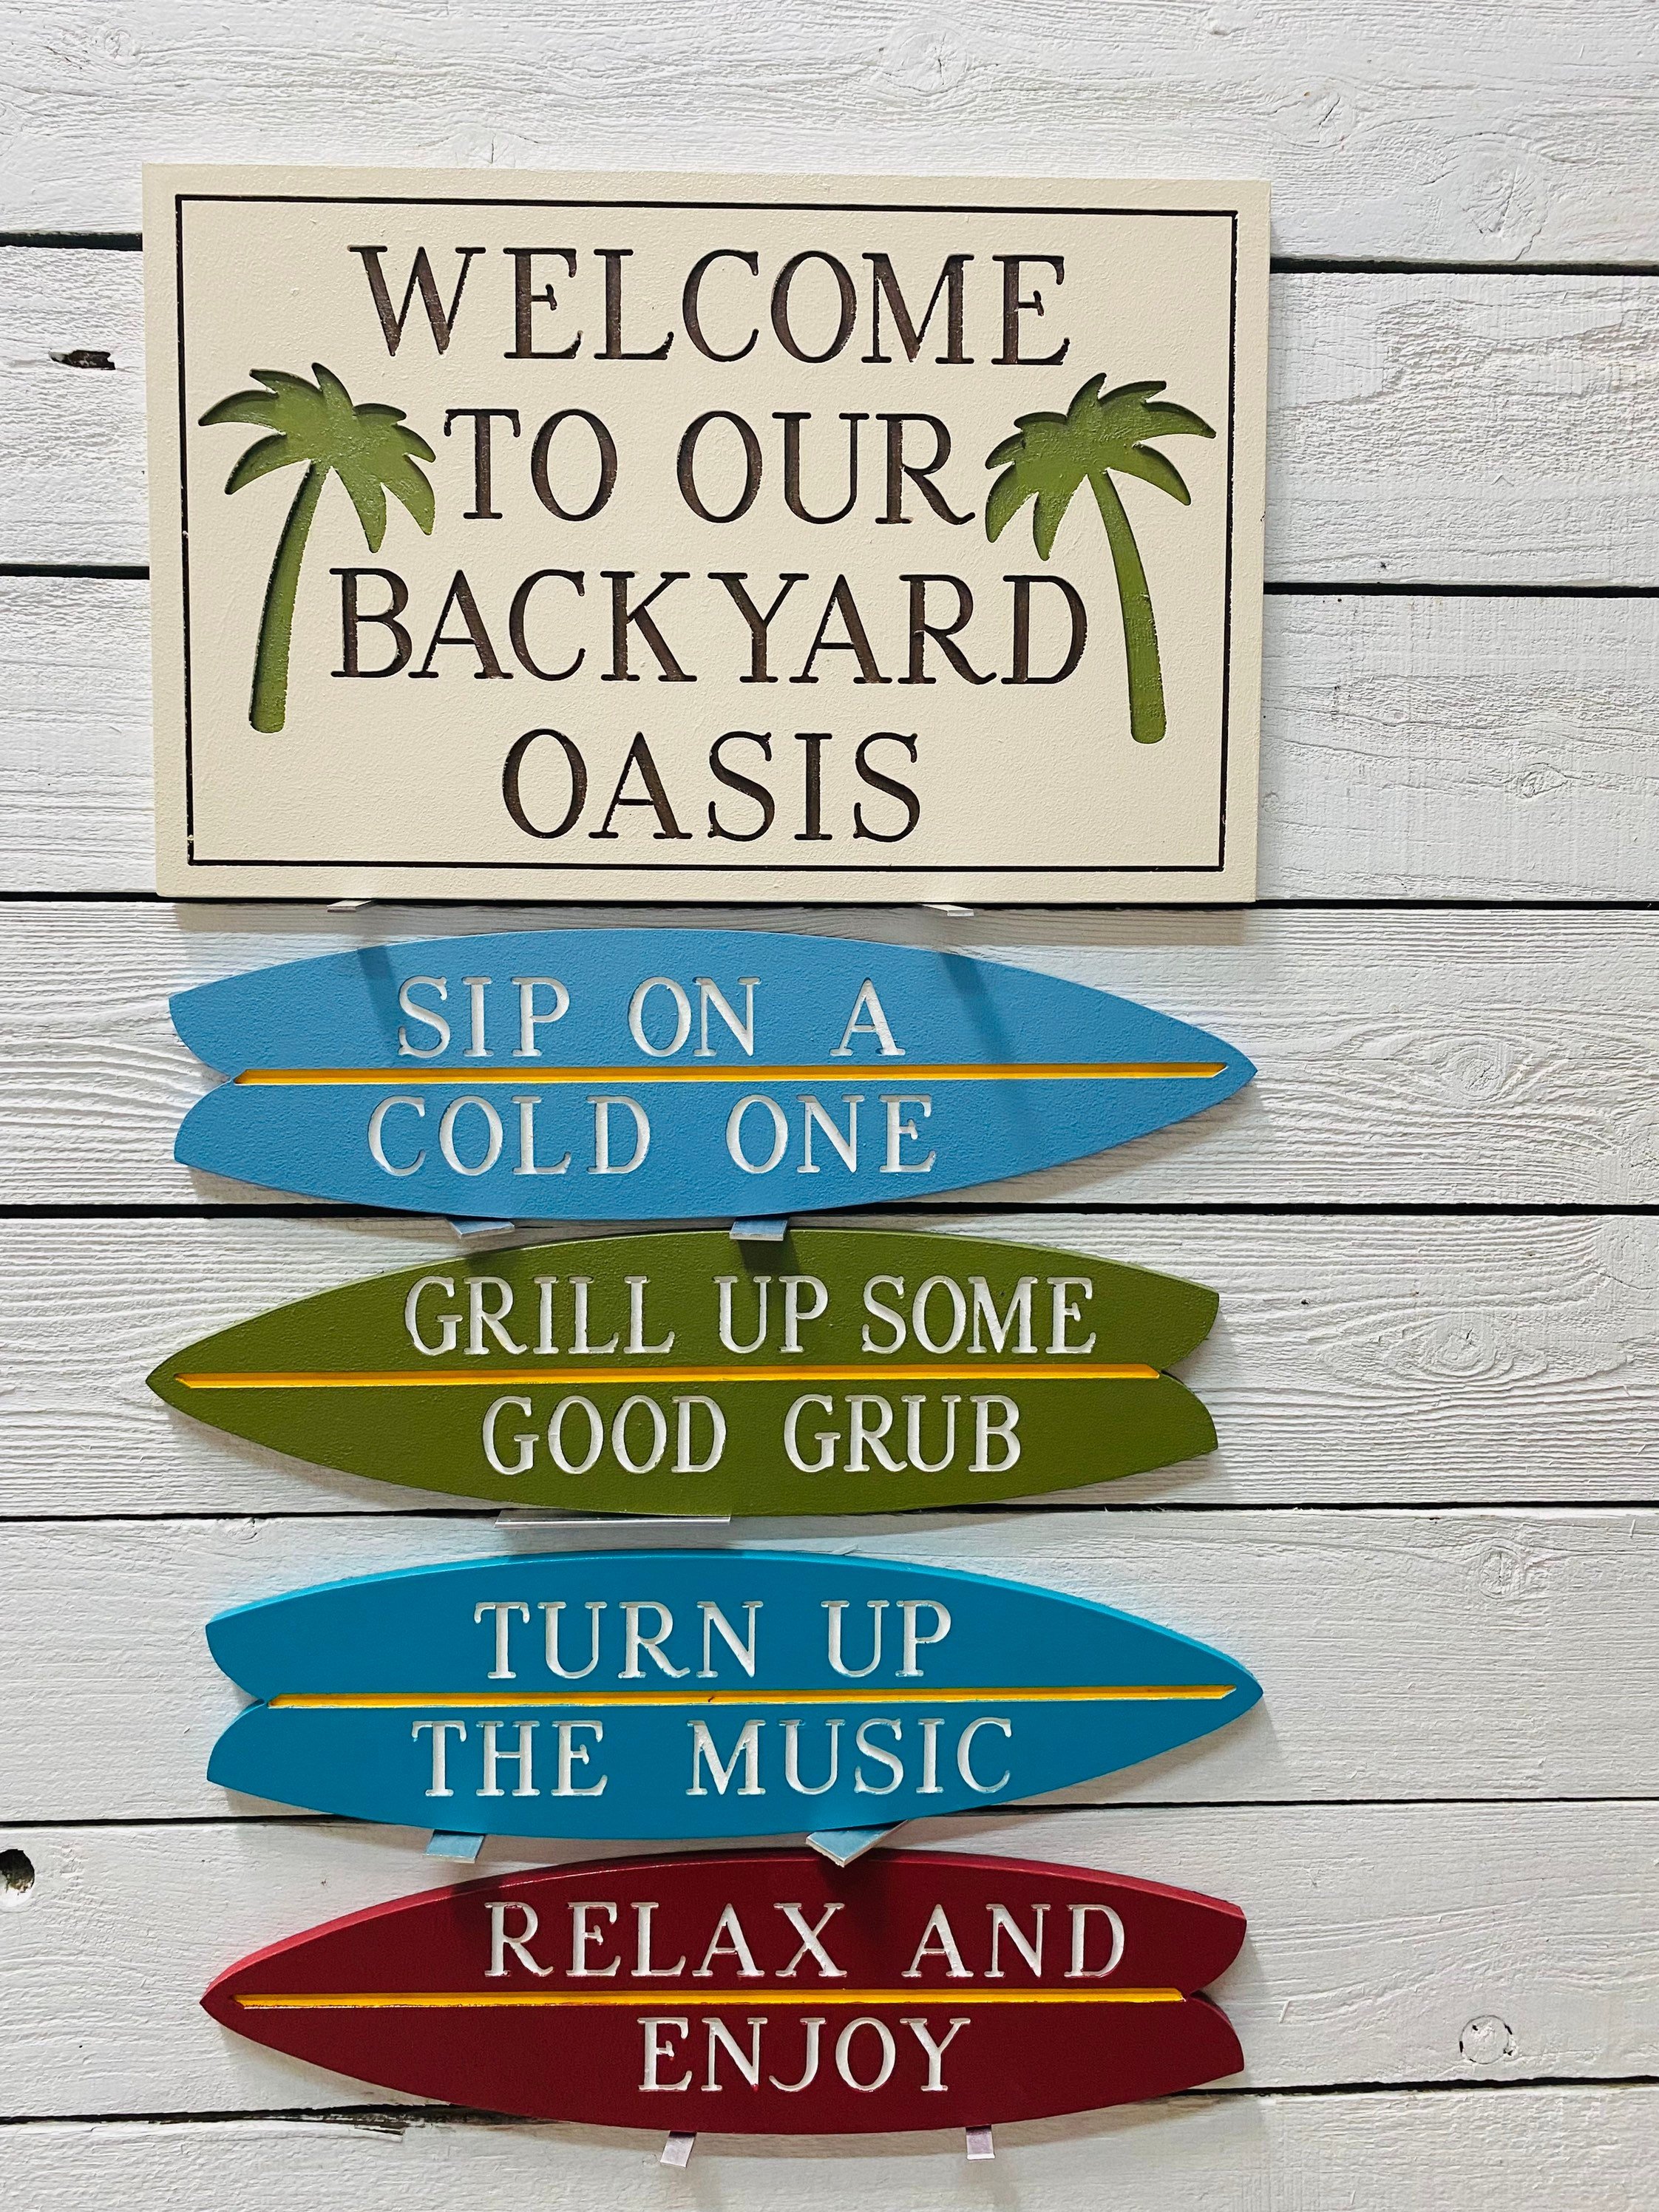 WELCOME
TO OUR
BACKYARD
OASIS
SIP ON A
COLD ONE
GRILL UP SOME
GOOD GRUB
TURN UP
THE MUSIC
RELAX AND
ENJOY